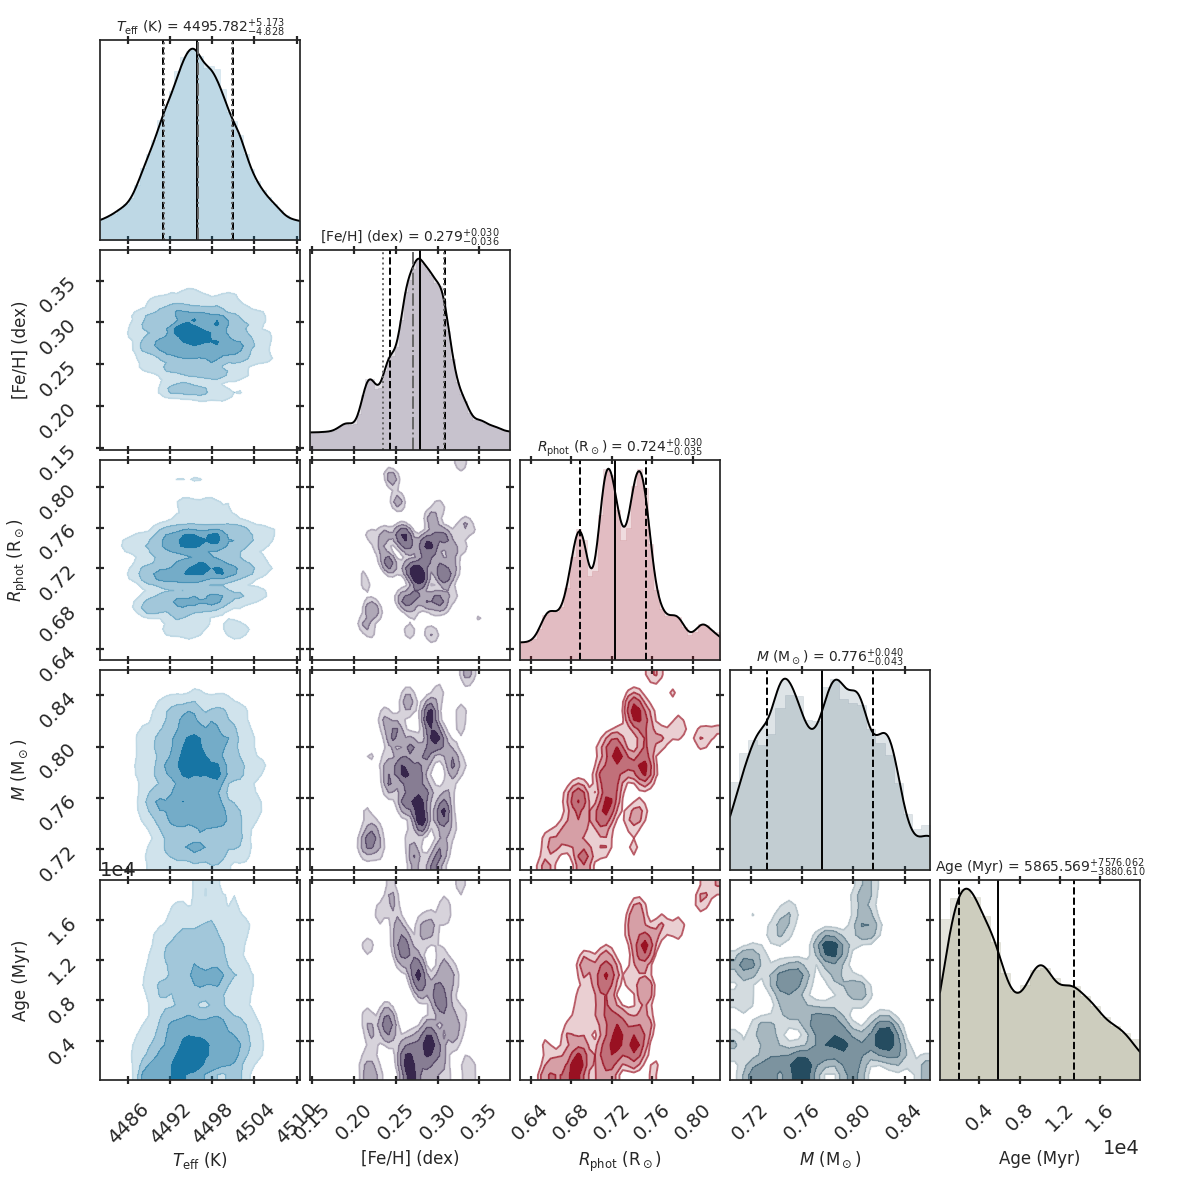 T_eff (K) = 4495.782 +5.173 −4.828
[Fe/H] (dex) = 0.279 +0.030 −0.036
[Fe/H] (dex)
0.35
0.30
0.25
0.20
0.15
R_phot (R⊙) = 0.724 +0.030 −0.035
R_phot (R⊙)
0.80
0.76
0.72
0.68
0.64
M (M⊙) = 0.776 +0.040 −0.043
M (M⊙)
0.84
0.80
0.76
0.72
1e4
Age (Myr) = 5865.569 +7576.062 −3880.610
Age (Myr)
1.6
1.2
0.8
0.4
4486 4492 4498 4504 4510
0.15 0.20 0.25 0.30 0.35
0.64 0.68 0.72 0.76 0.80
0.72 0.76 0.80 0.84
0.4 0.8 1.2 1.6
1e4
T_eff (K)
[Fe/H] (dex)
R_phot (R⊙)
M (M⊙)
Age (Myr)